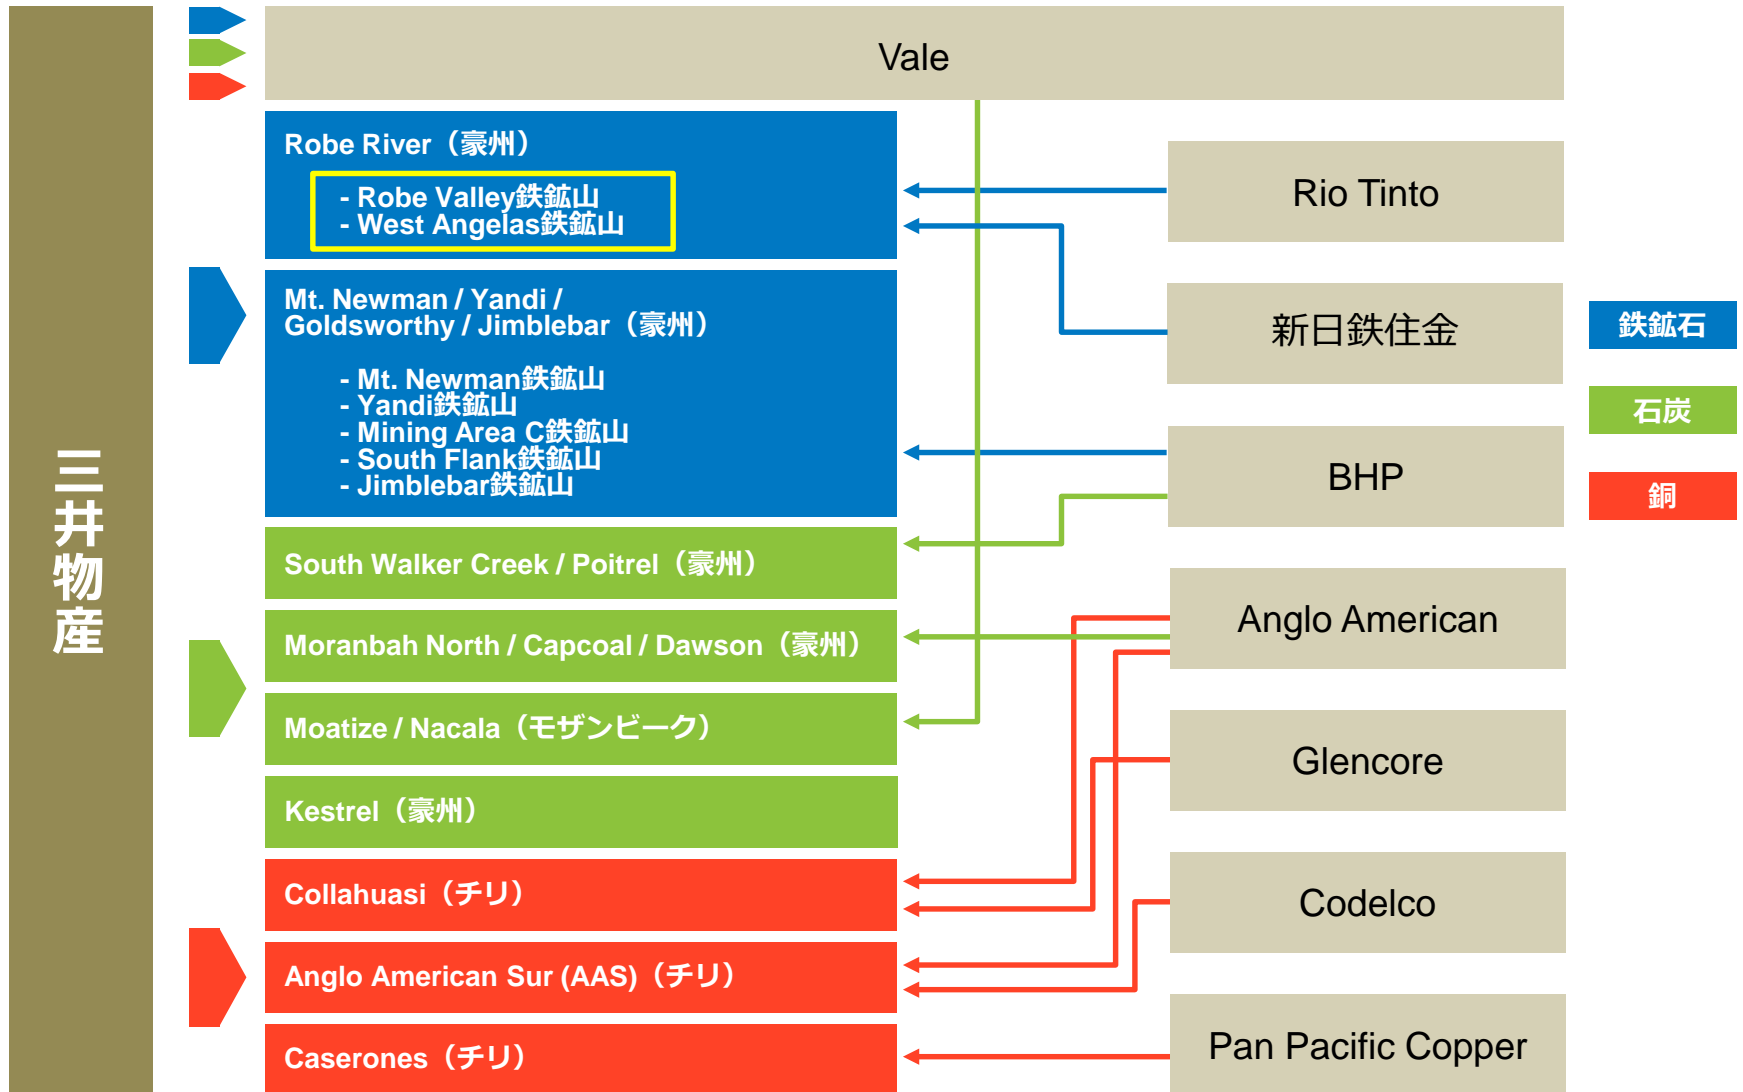 三井物産
Vale
Robe River（豪州）
- Robe Valley鉄鉱山
- West Angelas鉄鉱山
Mt. Newman / Yandi /
Goldsworthy / Jimblebar（豪州）
- Mt. Newman鉄鉱山
- Yandi鉄鉱山
- Mining Area C鉄鉱山
- South Flank鉄鉱山
- Jimblebar鉄鉱山
South Walker Creek / Poitrel（豪州）
Moranbah North / Capcoal / Dawson（豪州）
Moatize / Nacala（モザンビーク）
Kestrel（豪州）
Collahuasi（チリ）
Anglo American Sur (AAS)（チリ）
Caserones（チリ）
Rio Tinto
新日鉄住金
BHP
Anglo American
Glencore
Codelco
Pan Pacific Copper
鉄鉱石
石炭
銅